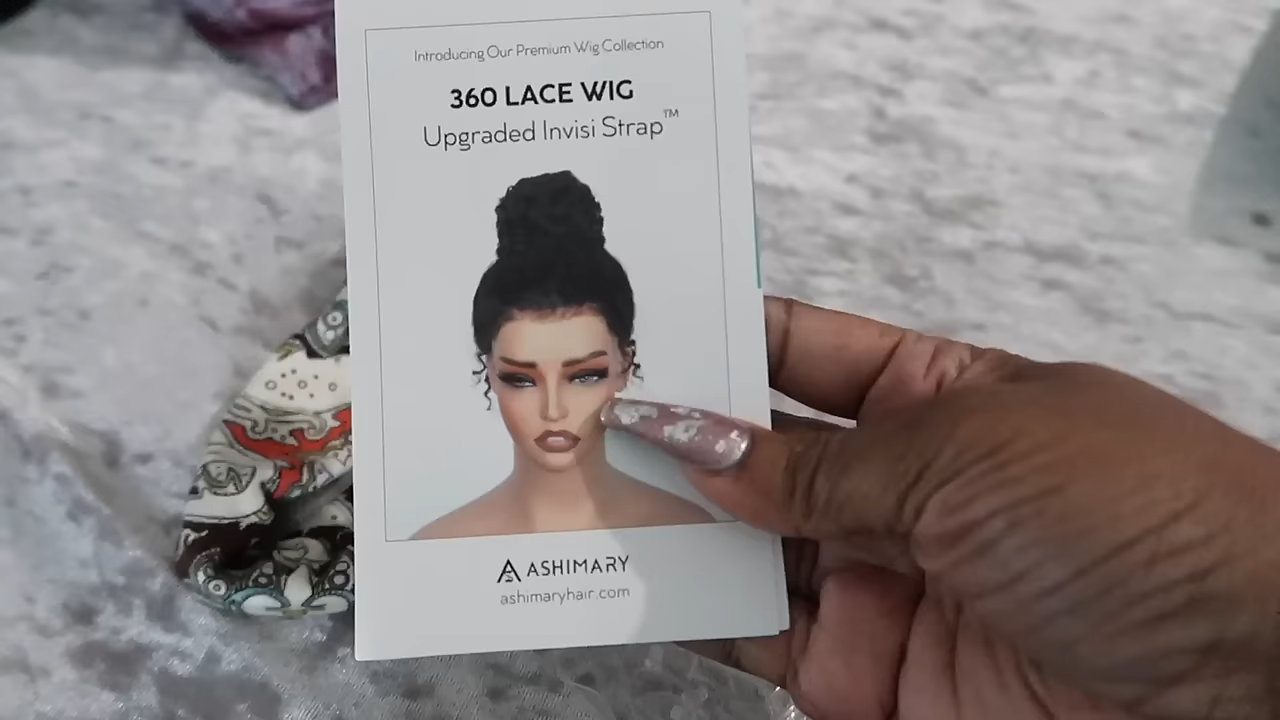 Introducing Our Premium Wig Collection
360 LACE WIG
Upgraded Invisi Strap™
ASHIMARY
ashimaryhair.com